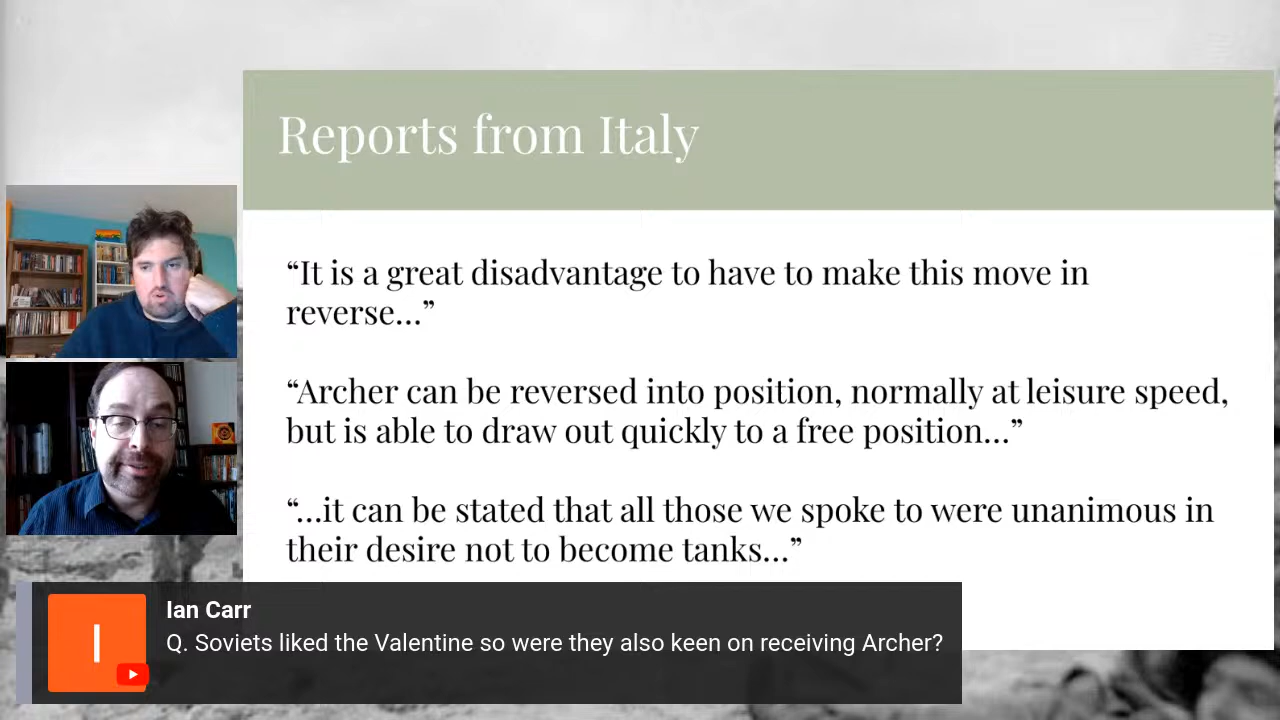 Reports from Italy
“It is a great disadvantage to have to make this move in
reverse…”
“Archer can be reversed into position, normally at leisure speed,
but is able to draw out quickly to a free position…”
“…it can be stated that all those we spoke to were unanimous in
their desire not to become tanks…”
I
Ian Carr
Q. Soviets liked the Valentine so were they also keen on receiving Archer?